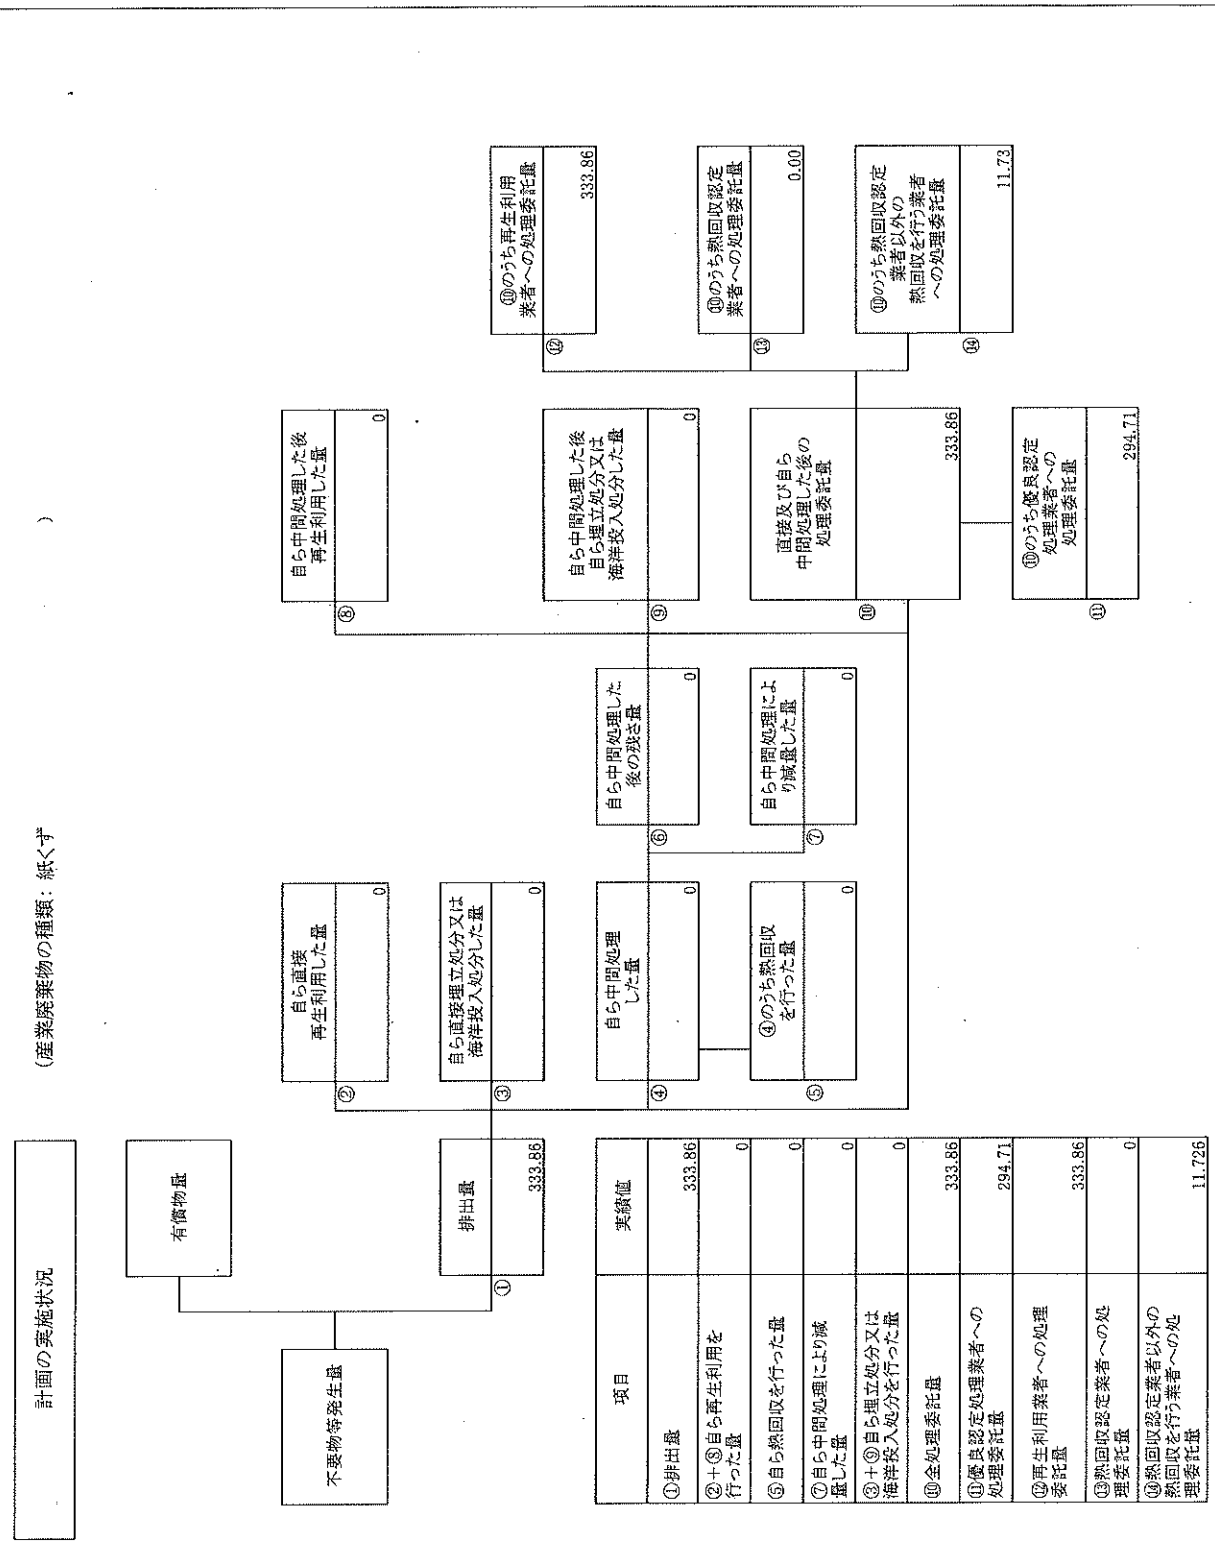 計画の実施状況
(産業廃棄物の種類： 紙くず
)
有償物量
不要物等発生量
①
排出量
333.86
②
自ら直接
再生利用した量
0
③
自ら直接埋立処分又は
海洋投入処分した量
0
④
自ら中間処理
した量
0
⑤
④のうち熱回収
を行った量
0
⑥
自ら中間処理した
後の残さ量
0
⑦
自ら中間処理によ
り減量した量
0
⑧
自ら中間処理した後
再生利用した量
0
⑨
自ら中間処理した後
自ら埋立処分又は
海洋投入処分した量
0
⑩
直接及び自ら
中間処理した後の
処理委託量
333.86
⑪
⑩のうち優良認定
処理業者への
処理委託量
294.71
⑫
⑩のうち再生利用
業者への処理委託量
333.86
⑬
⑩のうち熱回収認定
業者への処理委託量
0.00
⑭
⑩のうち熱回収認定
業者以外の
熱回収を行う業者
への処理委託量
11.73
項目
実績値
①排出量
333.86
②＋⑧自ら再生利用を
行った量
0
⑤自ら熱回収を行った量
0
⑦自ら中間処理により減
量した量
0
③＋⑨自ら埋立処分又は
海洋投入処分を行った量
0
⑩全処理委託量
333.86
⑪優良認定処理業者への
処理委託量
294.71
⑫再生利用業者への処理
委託量
333.86
⑬熱回収認定業者への処
理委託量
0
⑭熱回収認定業者以外の
熱回収を行う業者への処
理委託量
11.726